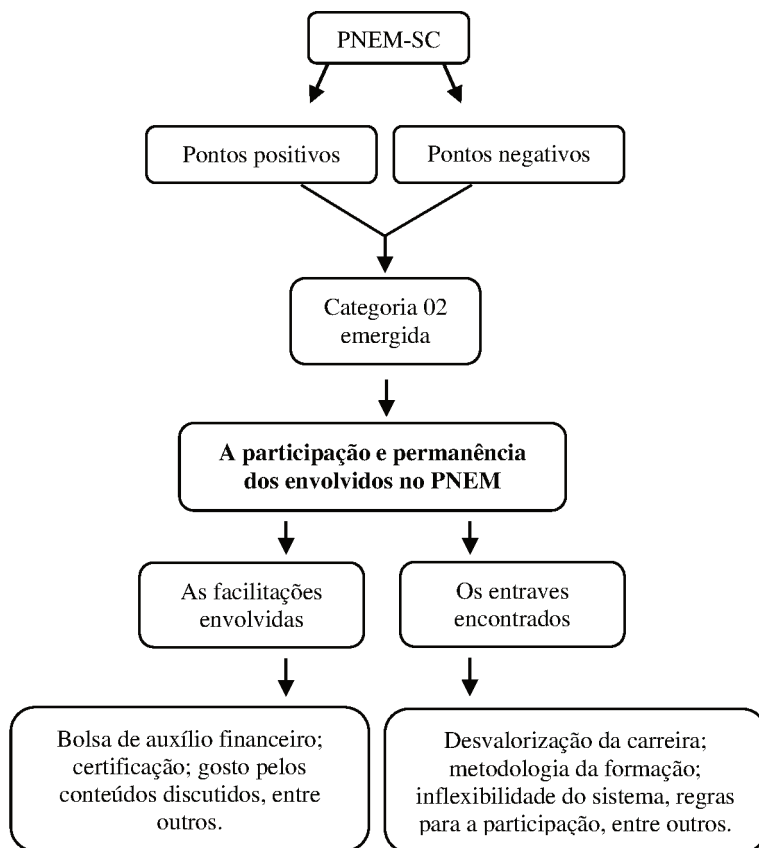 PNEM-SC
Pontos positivos
Pontos negativos
Categoria 02
emergida
A participação e permanência
dos envolvidos no PNEM
As facilitações
envolvidas
Os entraves
encontrados
Bolsa de auxílio financeiro;
certificação; gosto pelos
conteúdos discutidos, entre
outros.
Desvalorização da carreira;
metodologia da formação;
inflexibilidade do sistema, regras
para a participação, entre outros.